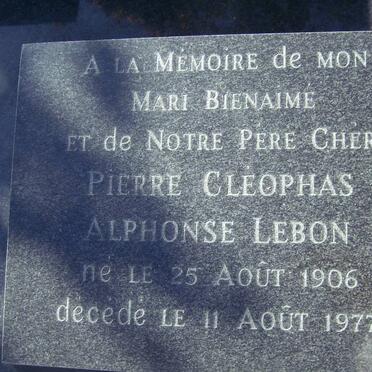 A LA MÉMOIRE de MON
MARI BIENAIME
ET de NOTRE PÈRE CHER
PIERRE CLÉOPHAS
ALPHONSE LEBON
né LE 25 AOÛT 1906
décédé LE 11 AOÛT 1977